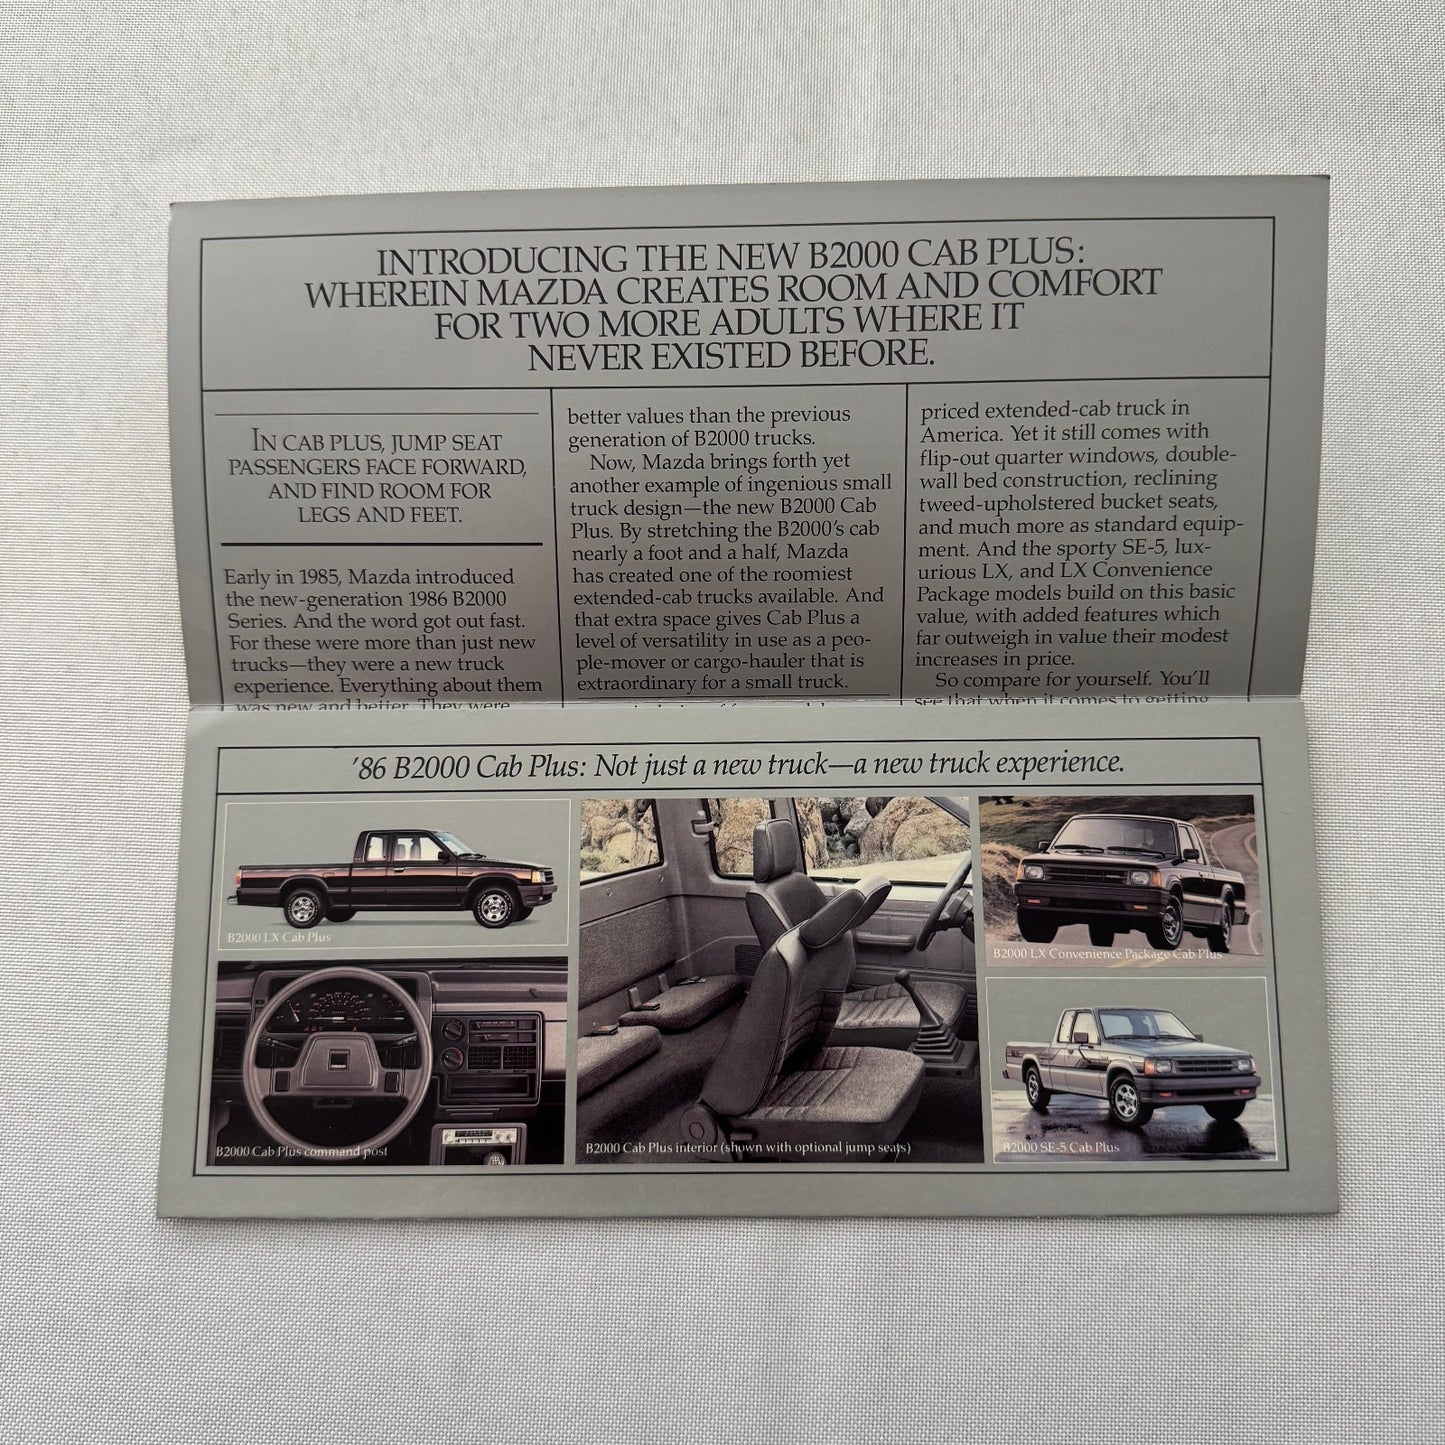 INTRODUCING THE NEW B2000 CAB PLUS:
WHEREIN MAZDA CREATES ROOM AND COMFORT
FOR TWO MORE ADULTS WHERE IT
NEVER EXISTED BEFORE.
IN CAB PLUS, JUMP SEAT
PASSENGERS FACE FORWARD,
AND FIND ROOM FOR
LEGS AND FEET.
Early in 1985, Mazda introduced
the new-generation 1986 B2000
Series. And the word got out fast.
For these were more than just new
trucks—they were a new truck
experience. Everything about them
was new and better. They were
better values than the previous
generation of B2000 trucks.
Now, Mazda brings forth yet
another example of ingenious small
truck design—the new B2000 Cab
Plus. By stretching the B2000's cab
nearly a foot and a half, Mazda
has created one of the roomiest
extended-cab trucks available. And
that extra space gives Cab Plus a
level of versatility in use as a peo-
ple-mover or cargo-hauler that is
extraordinary for a small truck.
priced extended-cab truck in
America. Yet it still comes with
flip-out quarter windows, double-
wall bed construction, reclining
tweed-upholstered bucket seats,
and much more as standard equip-
ment. And the sporty SE-5, lux-
urious LX, and LX Convenience
Package models build on this basic
value, with added features which
far outweigh in value their modest
increases in price.
So compare for yourself. You'll
see that when it comes to getting
'86 B2000 Cab Plus: Not just a new truck—a new truck experience.
B2000 LX Cab Plus
B2000 Cab Plus command post
B2000 Cab Plus interior (shown with optional jump seats)
B2000 LX Convenience Package Cab Plus
B2000 SE-5 Cab Plus